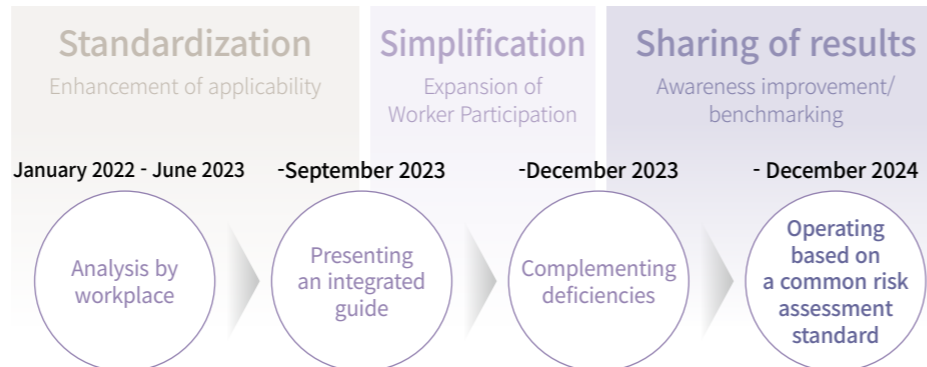 Standardization
Enhancement of applicability
Simplification
Expansion of
Worker Participation
Sharing of results
Awareness improvement/
benchmarking
January 2022 - June 2023
-September 2023
-December 2023
- December 2024
Analysis by
workplace
Presenting
an integrated
guide
Complementing
deficiencies
Operating
based on
a common risk
assessment
standard